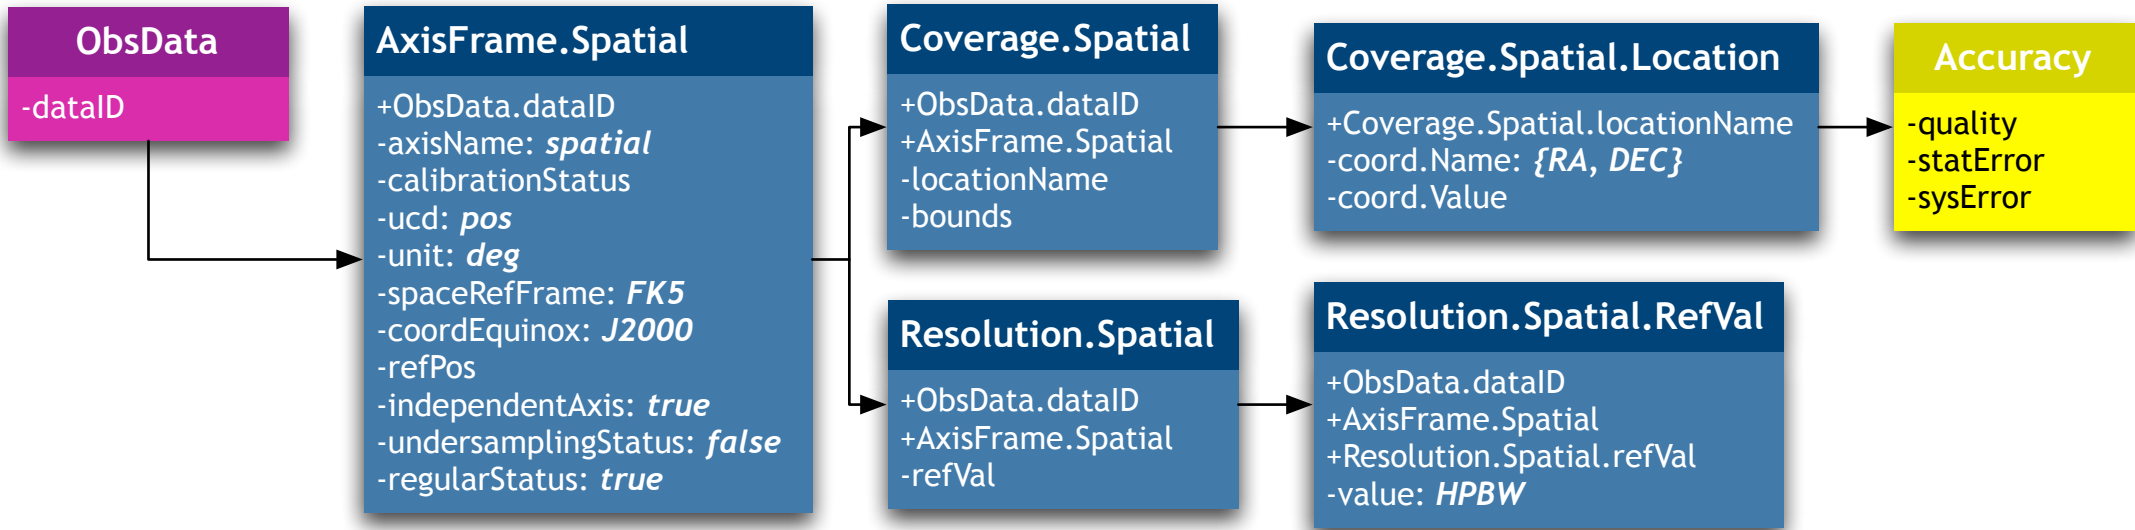 ObsData
-dataID
AxisFrame.Spatial
+ObsData.dataID
-axisName: spatial
-calibrationStatus
-ucd: pos
-unit: deg
-spaceRefFrame: FK5
-coordEquinox: J2000
-refPos
-independentAxis: true
-undersamplingStatus: false
-regularStatus: true
Coverage.Spatial
+ObsData.dataID
+AxisFrame.Spatial
-locationName
-bounds
Coverage.Spatial.Location
+Coverage.Spatial.locationName
-coord.Name: {RA, DEC}
-coord.Value
Accuracy
-quality
-statError
-sysError
Resolution.Spatial
+ObsData.dataID
+AxisFrame.Spatial
-refVal
Resolution.Spatial.RefVal
+ObsData.dataID
+AxisFrame.Spatial
+Resolution.Spatial.refVal
-value: HPBW